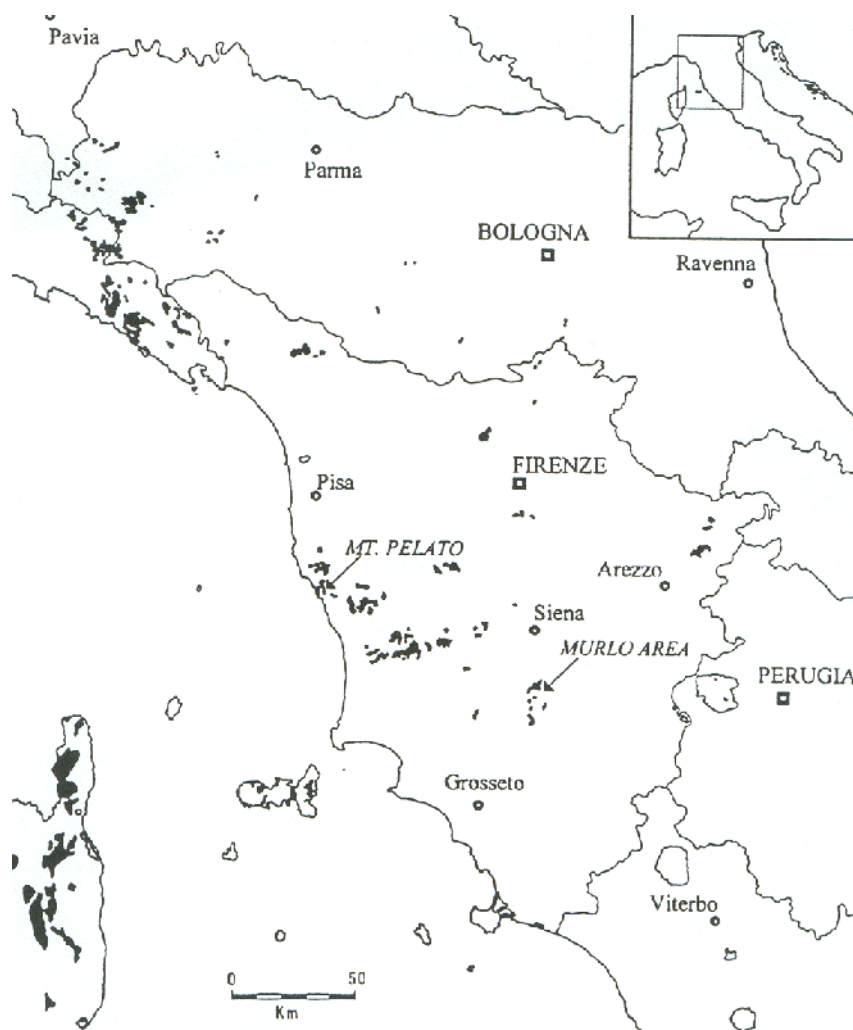 Pavia
Parma
BOLOGNA
Ravenna
FIRENZE
Pisa
MT. PELATO
Arezzo
Siena
MURLO AREA
PERUGIA
Grosseto
Viterbo
0 50
Km